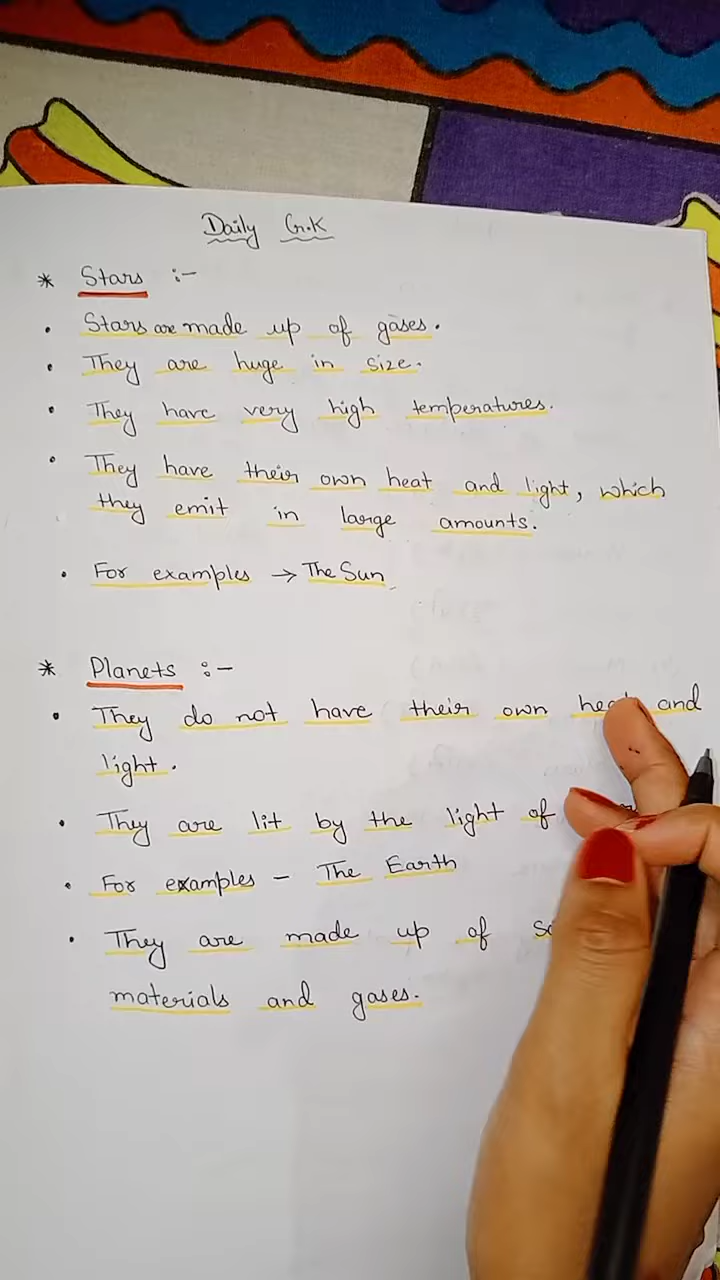 Daily G.K
* Stars :-
• Stars are made up of gases.
• They are huge in size.
• They have very high temperatures.
• They have their own heat and light, which
they emit in large amounts.
• For examples → The Sun
* Planets :-
• They do not have their own and
light.
• They are lit by the light of
• For examples - The Earth
• They are made up of
materials and gases.